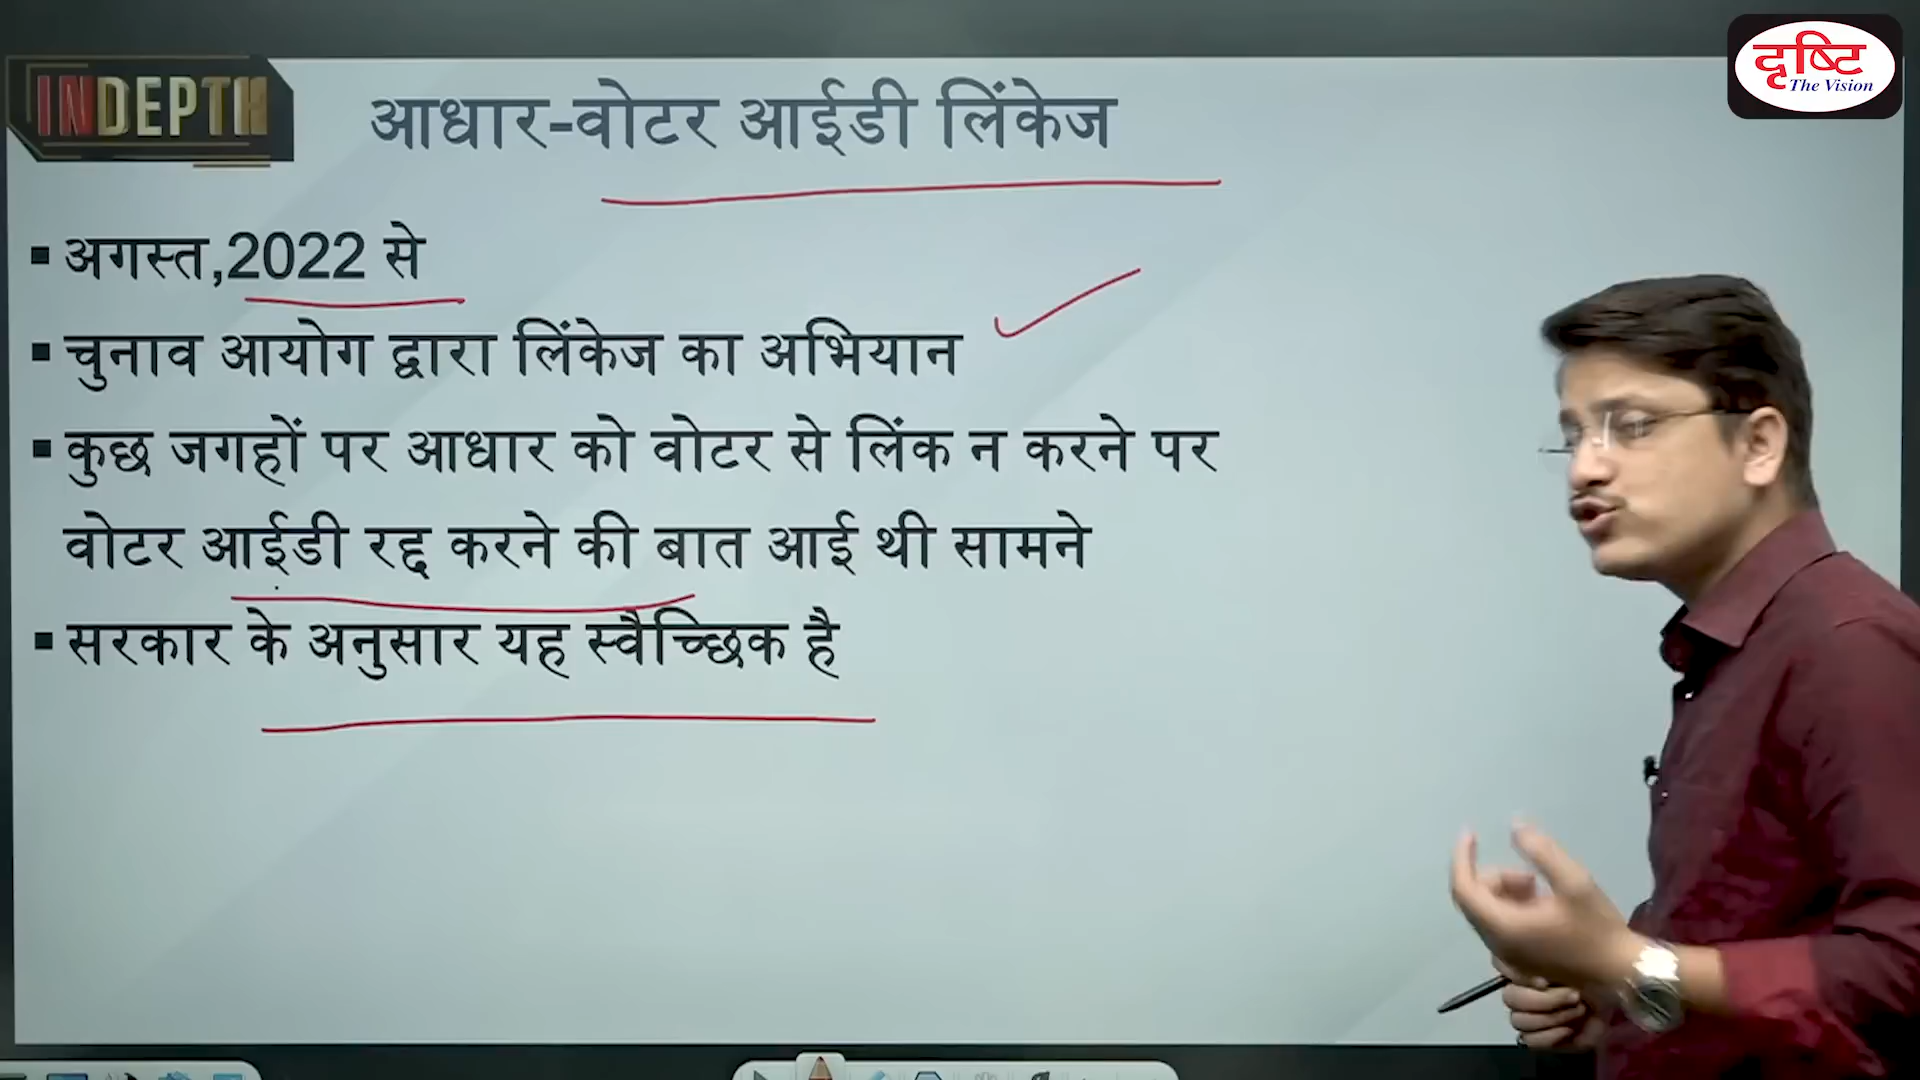 INDEPTH
दृष्टि
The Vision
आधार-वोटर आईडी लिंकेज
▪ अगस्त,2022 से
▪ चुनाव आयोग द्वारा लिंकेज का अभियान
▪ कुछ जगहों पर आधार को वोटर से लिंक न करने पर
वोटर आईडी रद्द करने की बात आई थी सामने
▪ सरकार के अनुसार यह स्वैच्छिक है